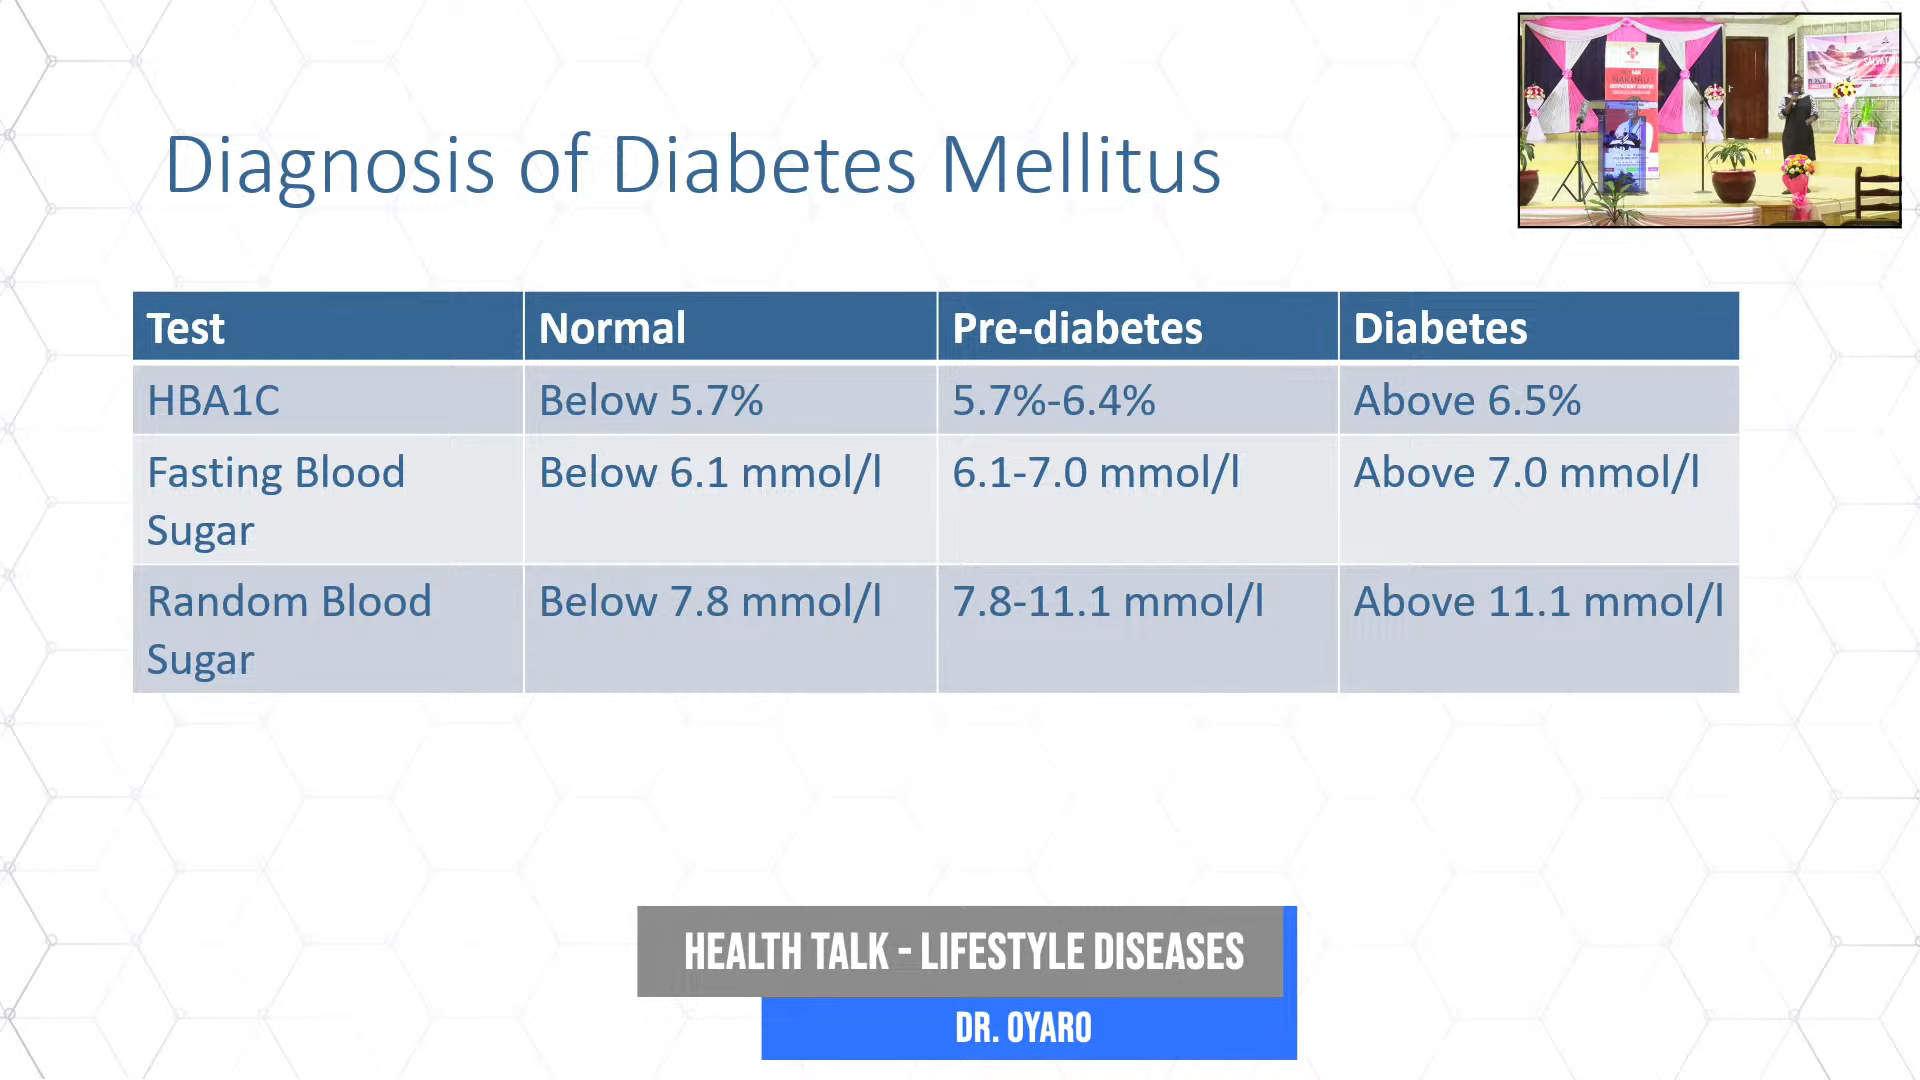 Diagnosis of Diabetes Mellitus
Test Normal Pre-diabetes Diabetes
HBA1C Below 5.7% 5.7%-6.4% Above 6.5%
Fasting Blood Below 6.1 mmol/l 6.1-7.0 mmol/l Above 7.0 mmol/l
Sugar
Random Blood Below 7.8 mmol/l 7.8-11.1 mmol/l Above 11.1 mmol/l
Sugar
NAKURU
OUTPATIENT CENTRE
HEALTH TALK - LIFESTYLE DISEASES
DR. OYARO